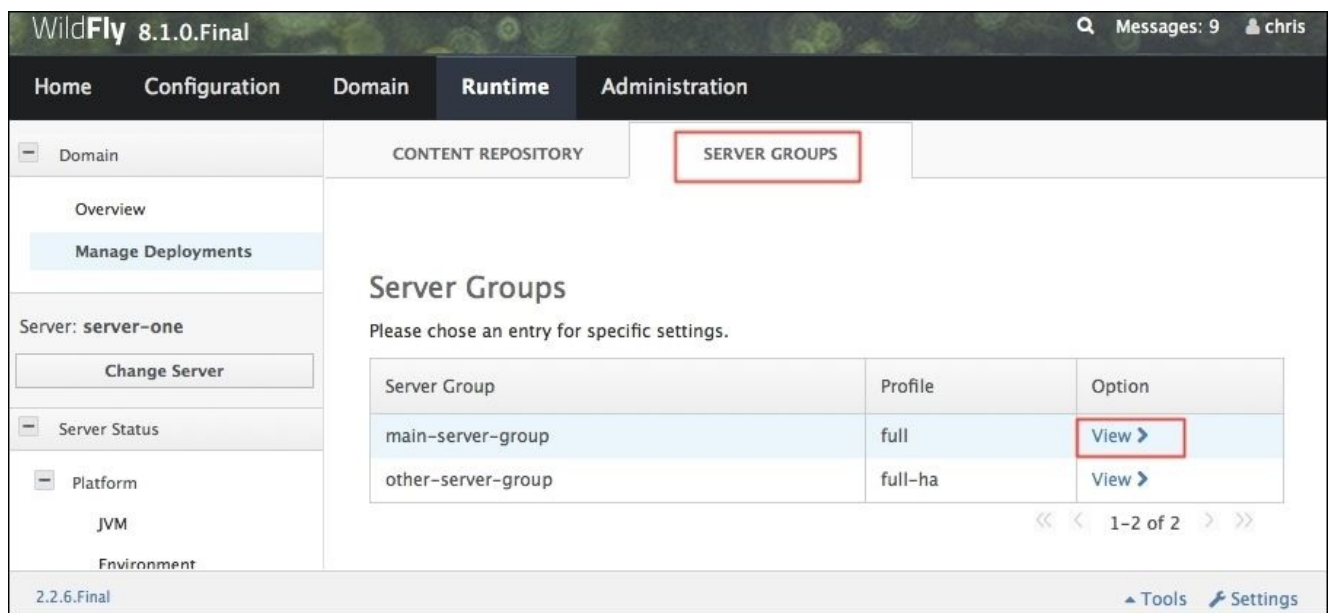 WildFly 8.1.0.Final
Messages: 9 chris
Home Configuration Domain Runtime Administration
Domain
Overview
Manage Deployments
Server: server-one
Change Server
Server Status
Platform
JVM
Environment
CONTENT REPOSITORY SERVER GROUPS
Server Groups
Please chose an entry for specific settings.
Server Group Profile Option
main-server-group full View
other-server-group full-ha View
1-2 of 2
2.2.6.Final
Tools Settings